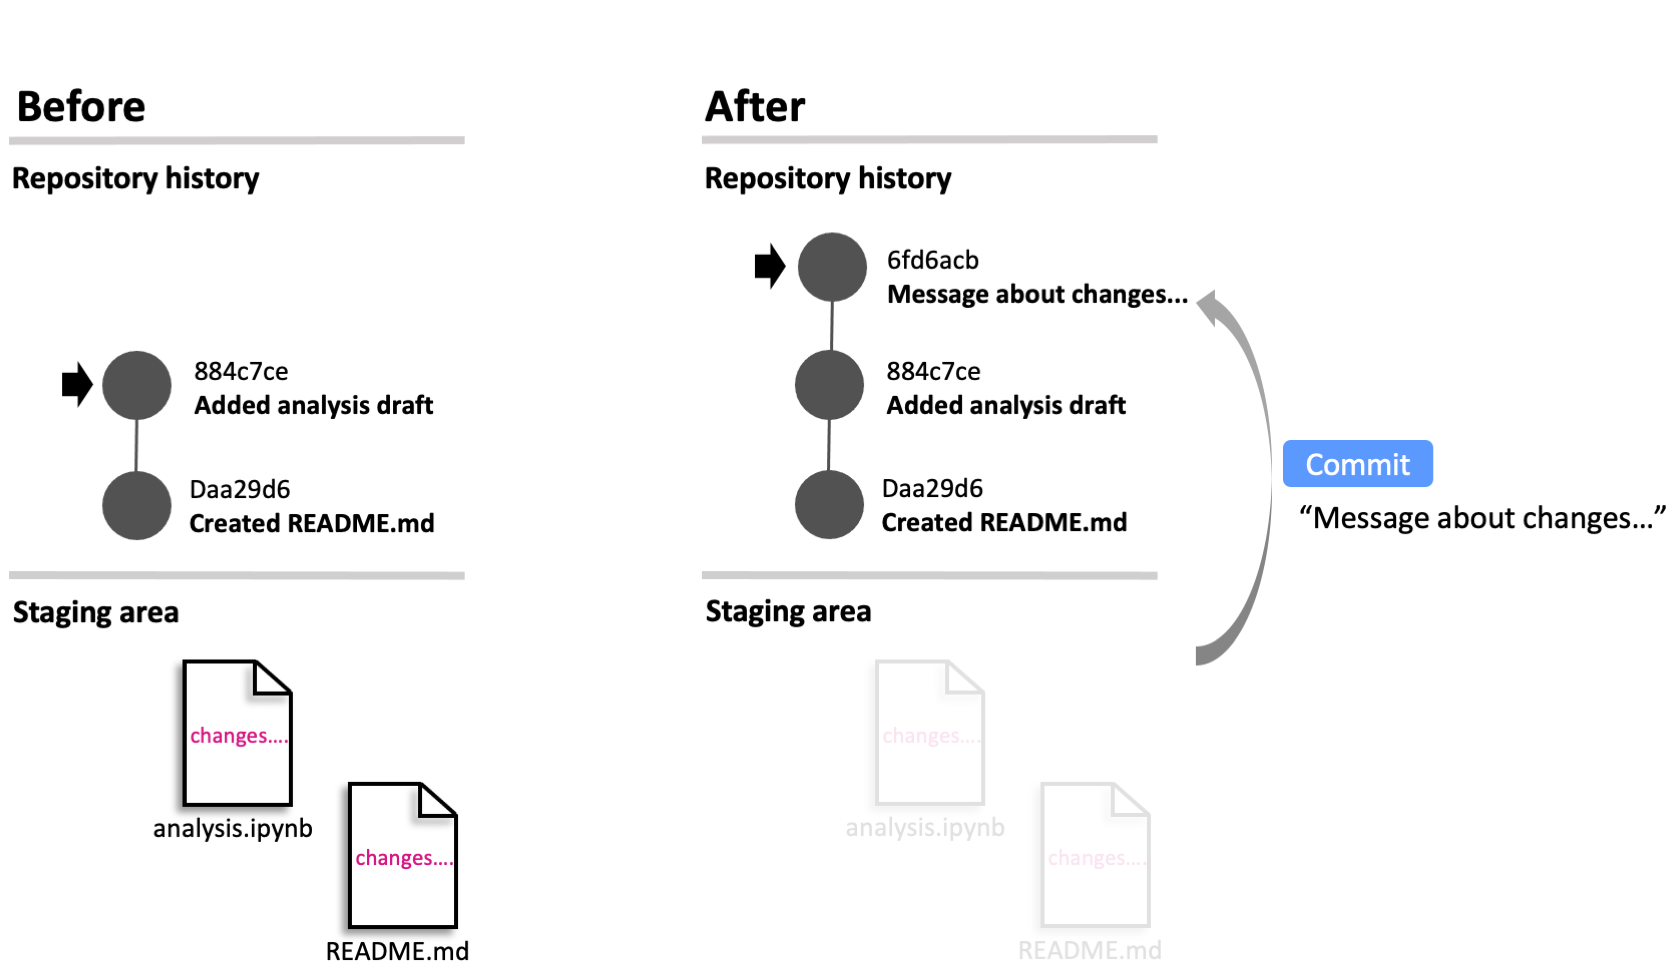 Before
Repository history
884c7ce
Added analysis draft
Daa29d6
Created README.md
Staging area
changes....
analysis.ipynb
changes....
README.md
After
Repository history
6fd6acb
Message about changes...
884c7ce
Added analysis draft
Daa29d6
Created README.md
Staging area
changes....
analysis.ipynb
changes....
README.md
Commit
“Message about changes...”